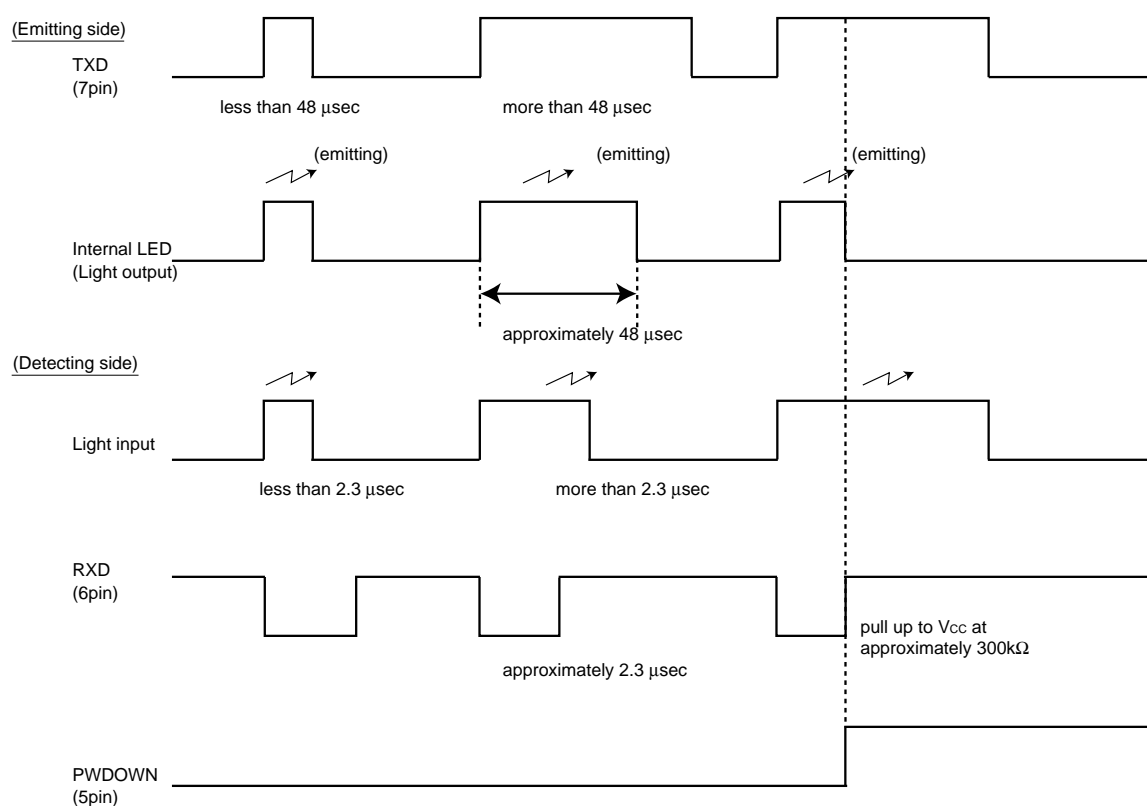 (Emitting side)
TXD
(7pin)
less than 48 μsec
more than 48 μsec
(emitting)
(emitting)
(emitting)
Internal LED
(Light output)
approximately 48 μsec
(Detecting side)
Light input
less than 2.3 μsec
more than 2.3 μsec
RXD
(6pin)
pull up to VCC at
approximately 300kΩ
approximately 2.3 μsec
PWDOWN
(5pin)